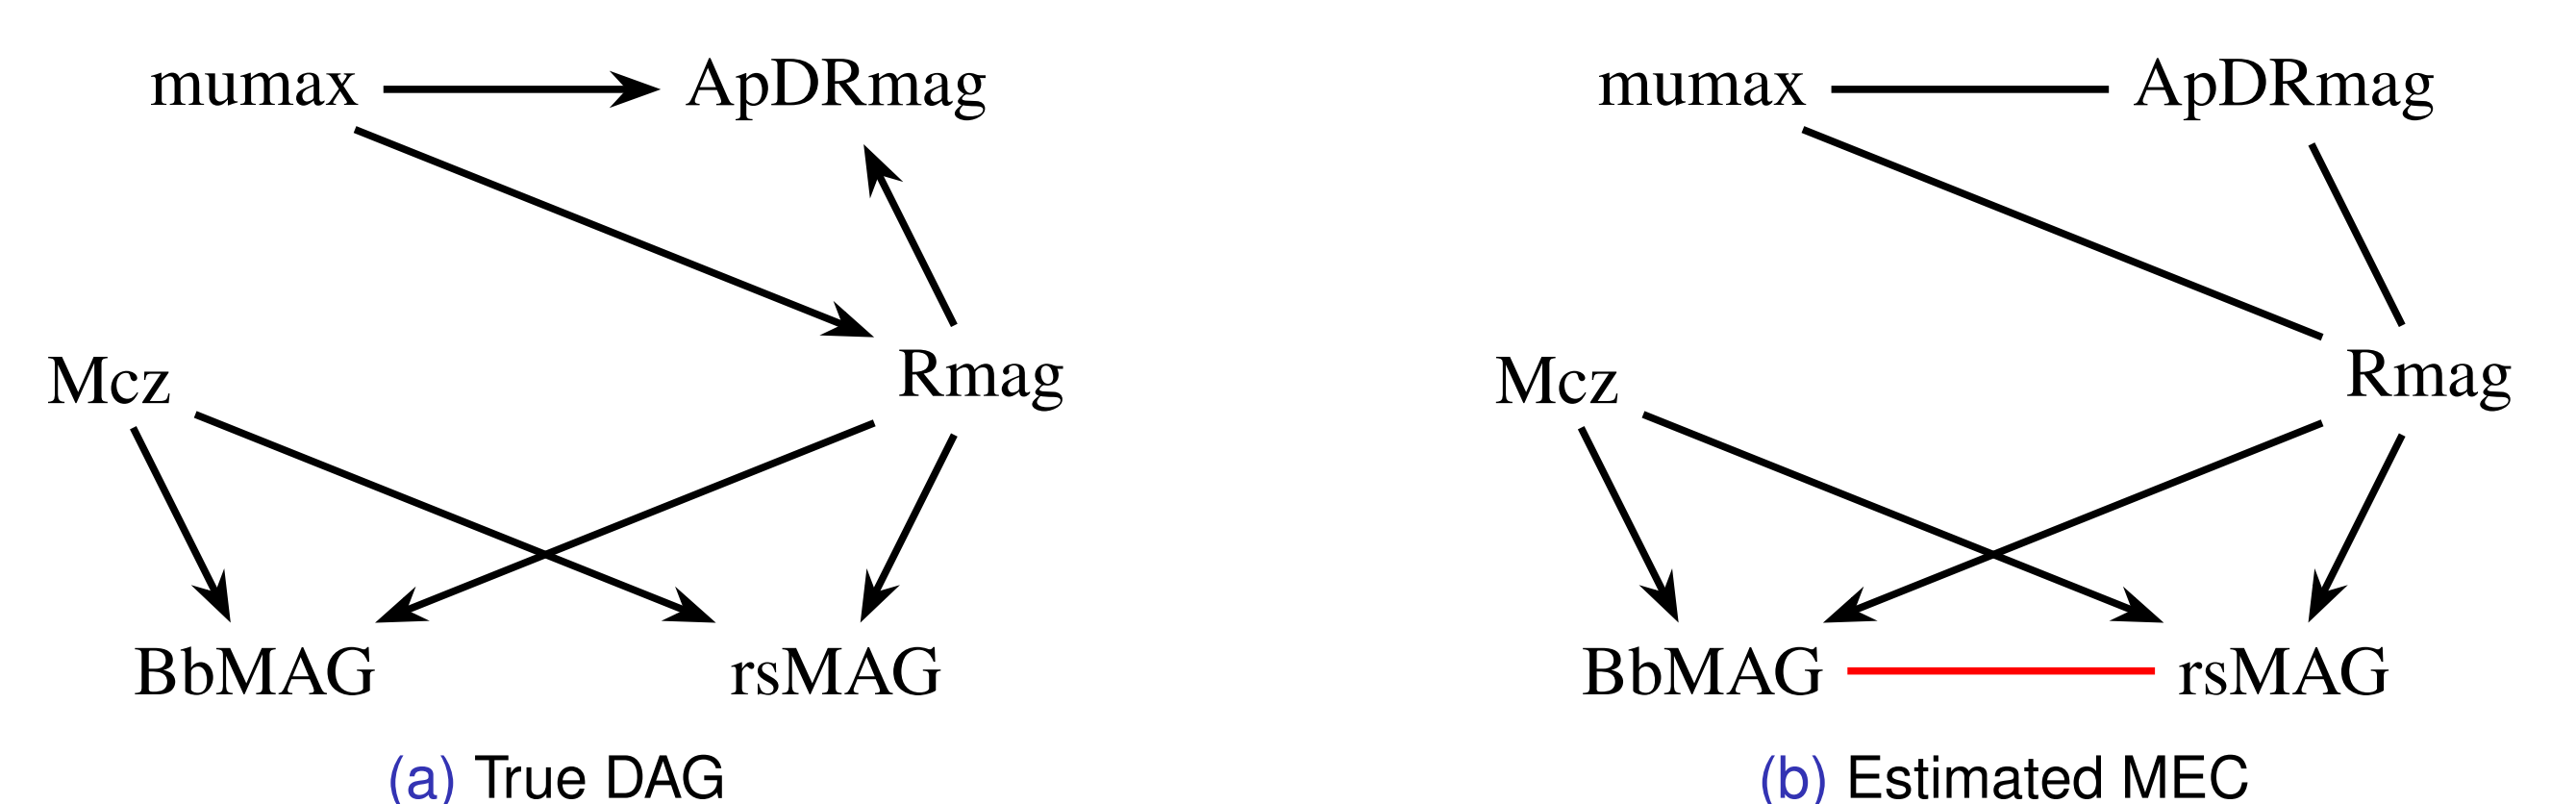 mumax ApDRmag
Mcz Rmag
BbMAG rsMAG
(a) True DAG
mumax ApDRmag
Mcz Rmag
BbMAG rsMAG
(b) Estimated MEC